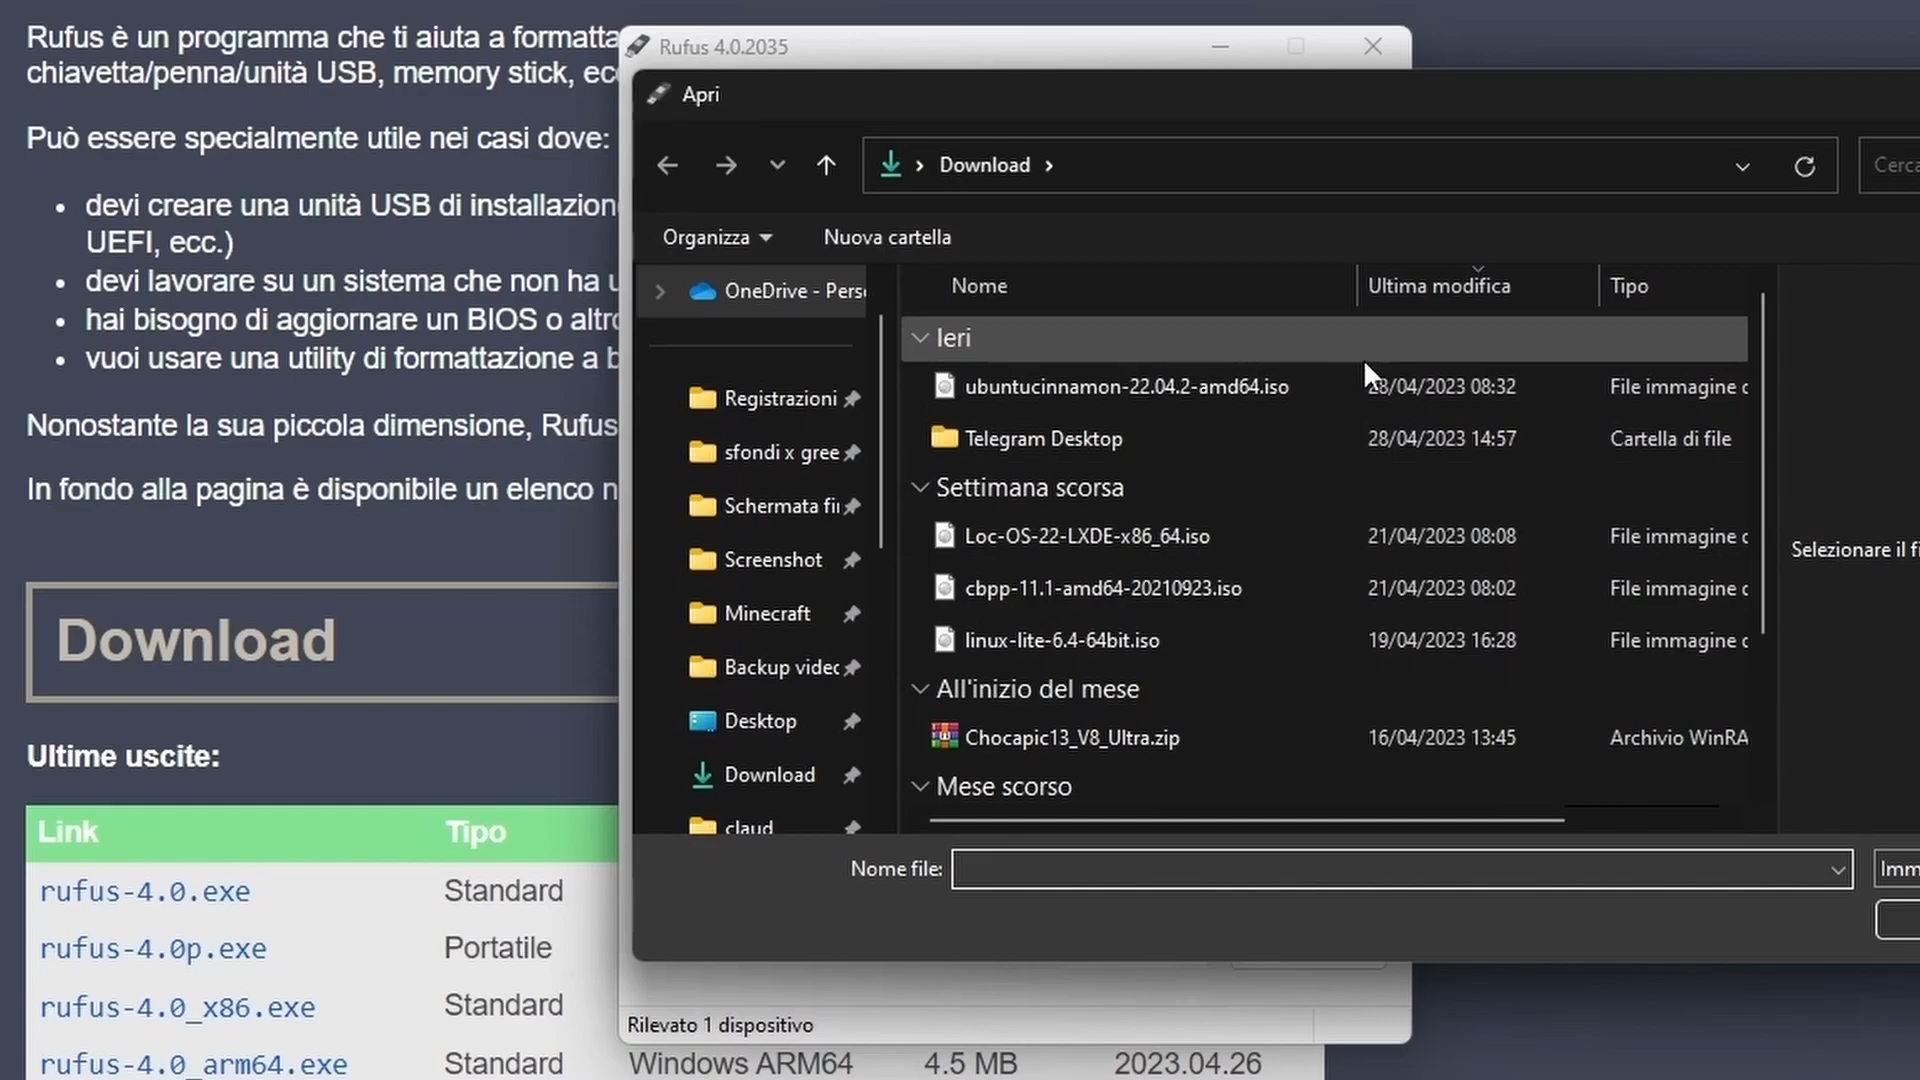 Rufus è un programma che ti aiuta a formatta
chiavetta/penna/unità USB, memory stick, ec
Può essere specialmente utile nei casi dove:
• devi creare una unità USB di installazion
UEFI, ecc.)
• devi lavorare su un sistema che non ha u
• hai bisogno di aggiornare un BIOS o altro
• vuoi usare una utility di formattazione a b
Nonostante la sua piccola dimensione, Rufus
In fondo alla pagina è disponibile un elenco n
Download
Ultime uscite:
Link Tipo
rufus-4.0.exe Standard
rufus-4.0p.exe Portatile
rufus-4.0_x86.exe Standard
rufus-4.0_arm64.exe Standard Windows ARM64 4.5 MB 2023.04.26
Rufus 4.0.2035
Apri
Download
Cerca
Organizza Nuova cartella
OneDrive - Perso
Registrazioni
sfondi x gree
Schermata fi
Screenshot
Minecraft
Backup video
Desktop
Download
claud
Nome Ultima modifica Tipo
Ieri
ubuntucinnamon-22.04.2-amd64.iso 28/04/2023 08:32 File immagine d
Telegram Desktop 28/04/2023 14:57 Cartella di file
Settimana scorsa
Loc-OS-22-LXDE-x86_64.iso 21/04/2023 08:08 File immagine d
cbpp-11.1-amd64-20210923.iso 21/04/2023 08:02 File immagine d
linux-lite-6.4-64bit.iso 19/04/2023 16:28 File immagine d
All'inizio del mese
Chocapic13_V8_Ultra.zip 16/04/2023 13:45 Archivio WinRA
Mese scorso
Selezionare il fi
Nome file:
Imm
Rilevato 1 dispositivo